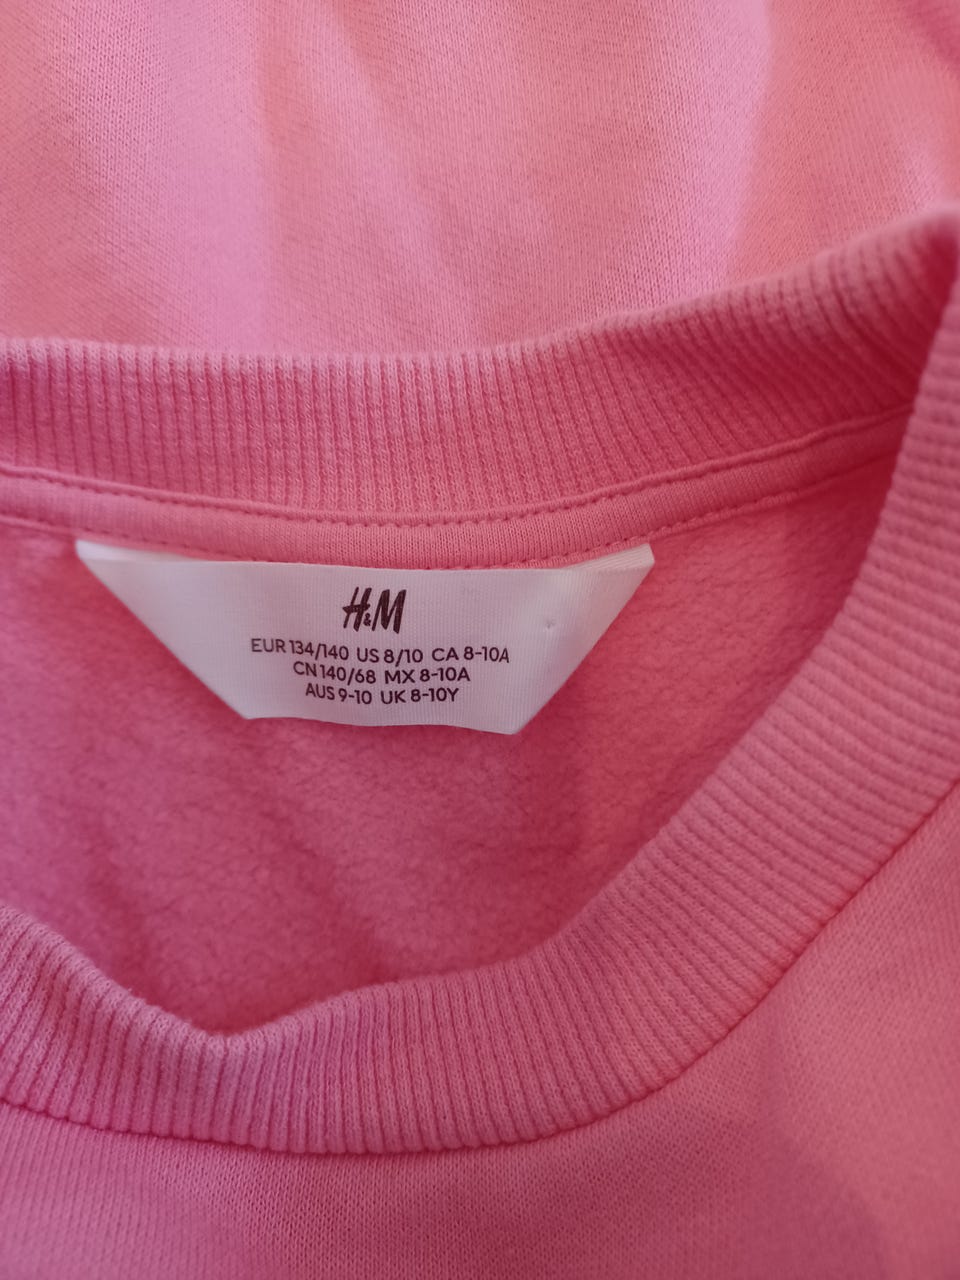 H&M
EUR 134/140 US 8/10 CA 8-10A
CN 140/68 MX 8-10A
AUS 9-10 UK 8-10Y